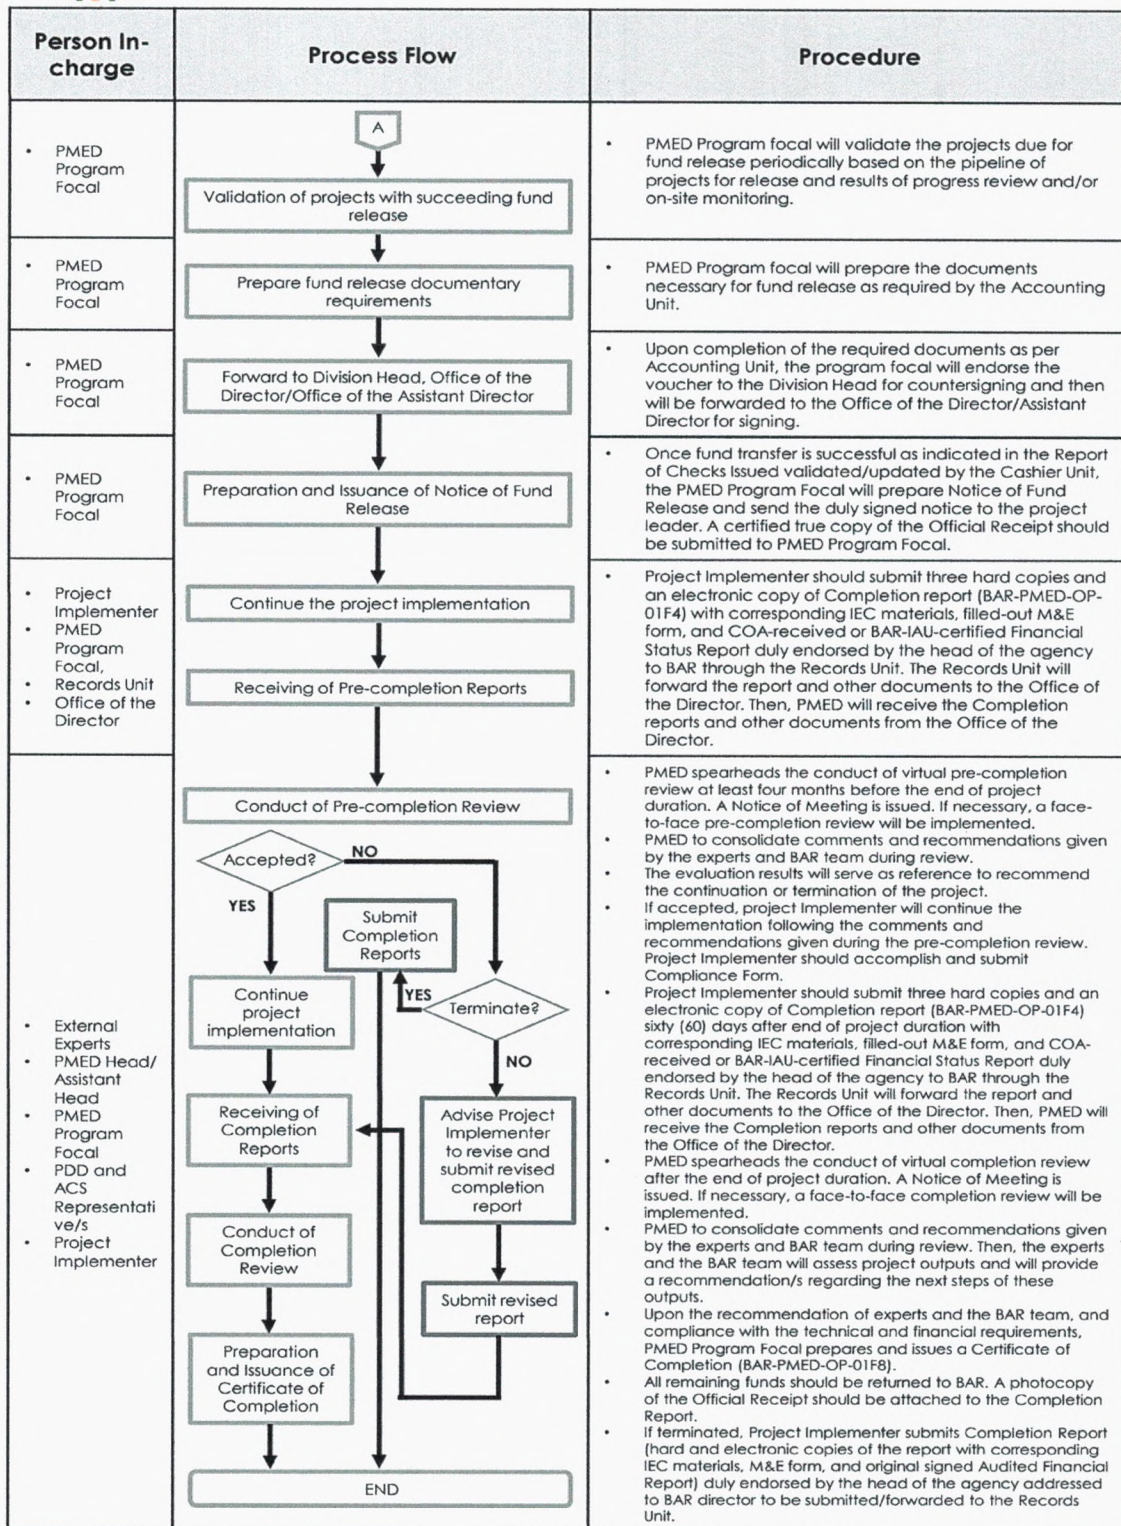 Person In-
charge
Process Flow
Procedure
A
• PMED
Program
Focal
Validation of projects with succeeding fund
release
• PMED Program focal will validate the projects due for
fund release periodically based on the pipeline of
projects for release and results of progress review and/or
on-site monitoring.
• PMED
Program
Focal
Prepare fund release documentary
requirements
• PMED Program focal will prepare the documents
necessary for fund release as required by the Accounting
Unit.
• PMED
Program
Focal
Forward to Division Head, Office of the
Director/Office of the Assistant Director
• Upon completion of the required documents as per
Accounting Unit, the program focal will endorse the
voucher to the Division Head for countersigning and then
will be forwarded to the Office of the Director/Assistant
Director for signing.
• PMED
Program
Focal
Preparation and Issuance of Notice of Fund
Release
• Once fund transfer is successful as indicated in the Report
of Checks Issued validated/updated by the Cashier Unit,
the PMED Program Focal will prepare Notice of Fund
Release and send the duly signed notice to the project
leader. A certified true copy of the Official Receipt should
be submitted to PMED Program Focal.
• Project
Implementer
• PMED
Program
Focal,
• Records Unit
• Office of the
Director
Continue the project implementation
Receiving of Pre-completion Reports
• Project Implementer should submit three hard copies and
an electronic copy of Completion report (BAR-PMED-OP-
01F4) with corresponding IEC materials, filled-out M&E
form, and COA-received or BAR-IAU-certified Financial
Status Report duly endorsed by the head of the agency
to BAR through the Records Unit. The Records Unit will
forward the report and other documents to the Office of
the Director. Then, PMED will receive the Completion
reports and other documents from the Office of the
Director.
• External
Experts
• PMED Head/
Assistant
Head
• PMED
Program
Focal
• PDD and
ACS
Representati
ve/s
• Project
Implementer
Conduct of Pre-completion Review
Accepted?
NO
YES
Submit
Completion
Reports
Continue
project
implementation
YES
Terminate?
NO
Receiving of
Completion
Reports
Advise Project
Implementer
to revise and
submit revised
completion
report
Conduct of
Completion
Review
Submit revised
report
Preparation
and Issuance of
Certificate of
Completion
END
• PMED spearheads the conduct of virtual pre-completion
review at least four months before the end of project
duration. A Notice of Meeting is issued. If necessary, a face-
to-face pre-completion review will be implemented.
• PMED to consolidate comments and recommendations given
by the experts and BAR team during review.
• The evaluation results will serve as reference to recommend
the continuation or termination of the project.
• If accepted, project Implementer will continue the
implementation following the comments and
recommendations given during the pre-completion review.
Project Implementer should accomplish and submit
Compliance Form.
• Project Implementer should submit three hard copies and an
electronic copy of Completion report (BAR-PMED-OP-01F4)
sixty (60) days after end of project duration with
corresponding IEC materials, filled-out M&E form, and COA-
received or BAR-IAU-certified Financial Status Report duly
endorsed by the head of the agency to BAR through the
Records Unit. The Records Unit will forward the report and
other documents to the Office of the Director. Then, PMED will
receive the Completion reports and other documents from
the Office of the Director.
• PMED spearheads the conduct of virtual completion review
after the end of project duration. A Notice of Meeting is
issued. If necessary, a face-to-face completion review will be
implemented.
• PMED to consolidate comments and recommendations given
by the experts and BAR team during review. Then, the experts
and the BAR team will assess project outputs and will provide
a recommendation/s regarding the next steps of these
outputs.
• Upon the recommendation of experts and the BAR team, and
compliance with the technical and financial requirements,
PMED Program Focal prepares and issues a Certificate of
Completion (BAR-PMED-OP-01F8).
• All remaining funds should be returned to BAR. A photocopy
of the Official Receipt should be attached to the Completion
Report.
• If terminated, Project Implementer submits Completion Report
(hard and electronic copies of the report with corresponding
IEC materials, M&E form, and original signed Audited Financial
Report) duly endorsed by the head of the agency addressed
to BAR director to be submitted/forwarded to the Records
Unit.